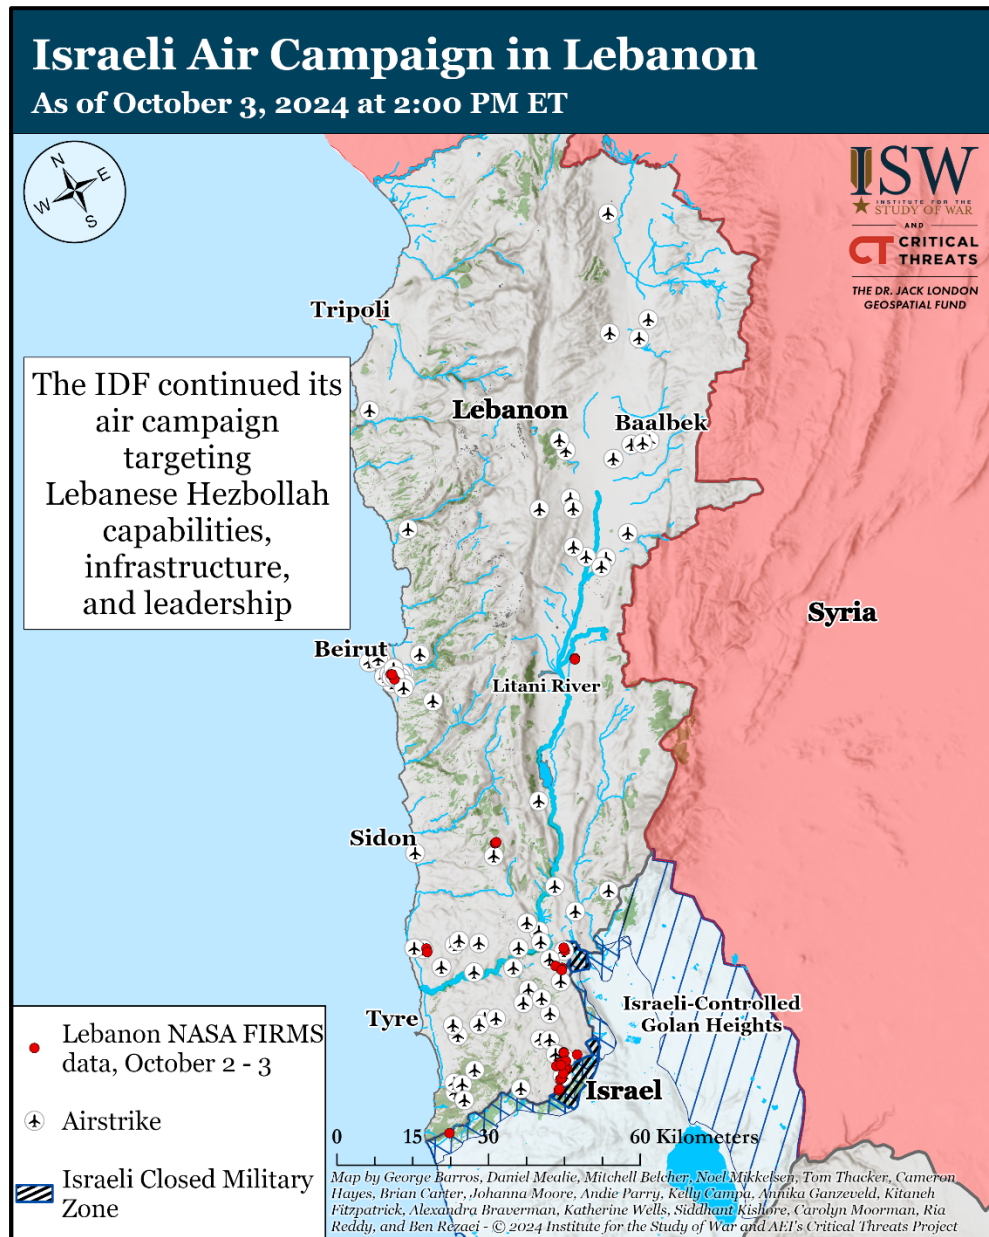 Israeli Air Campaign in Lebanon
As of October 3, 2024 at 2:00 PM ET
N
E
W
S
ISW
INSTITUTE FOR THE
STUDY OF WAR
AND
CT CRITICAL
THREATS
THE DR. JACK LONDON
GEOSPATIAL FUND
Tripoli
The IDF continued its
air campaign
targeting
Lebanese Hezbollah
capabilities,
infrastructure,
and leadership
Lebanon
Baalbek
Syria
Beirut
Litani River
Sidon
Israeli-Controlled
Golan Heights
Tyre
Israel
Lebanon NASA FIRMS
data, October 2 - 3
Airstrike
Israeli Closed Military
Zone
0 15 30 60 Kilometers
Map by George Barros, Daniel Mealie, Mitchell Belcher, Noel Mikkelsen, Tom Thacker, Cameron
Hayes, Brian Carter, Johanna Moore, Andie Parry, Kelly Campa, Annika Ganzeveld, Kitaneh
Fitzpatrick, Alexandra Braverman, Katherine Wells, Siddhant Kishore, Carolyn Moorman, Ria
Reddy, and Ben Rezaei - © 2024 Institute for the Study of War and AEI's Critical Threats Project